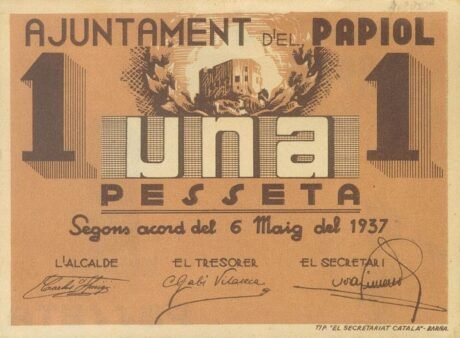 AJUNTAMENT D'EL PAPIOL
1 una 1
PESSETA
Segons acord del 6 Maig del 1937
L'ALCALDE EL TRESORER EL SECRETARI
TIP. "EL SECRETARIAT CATALÀ"-BARNA.